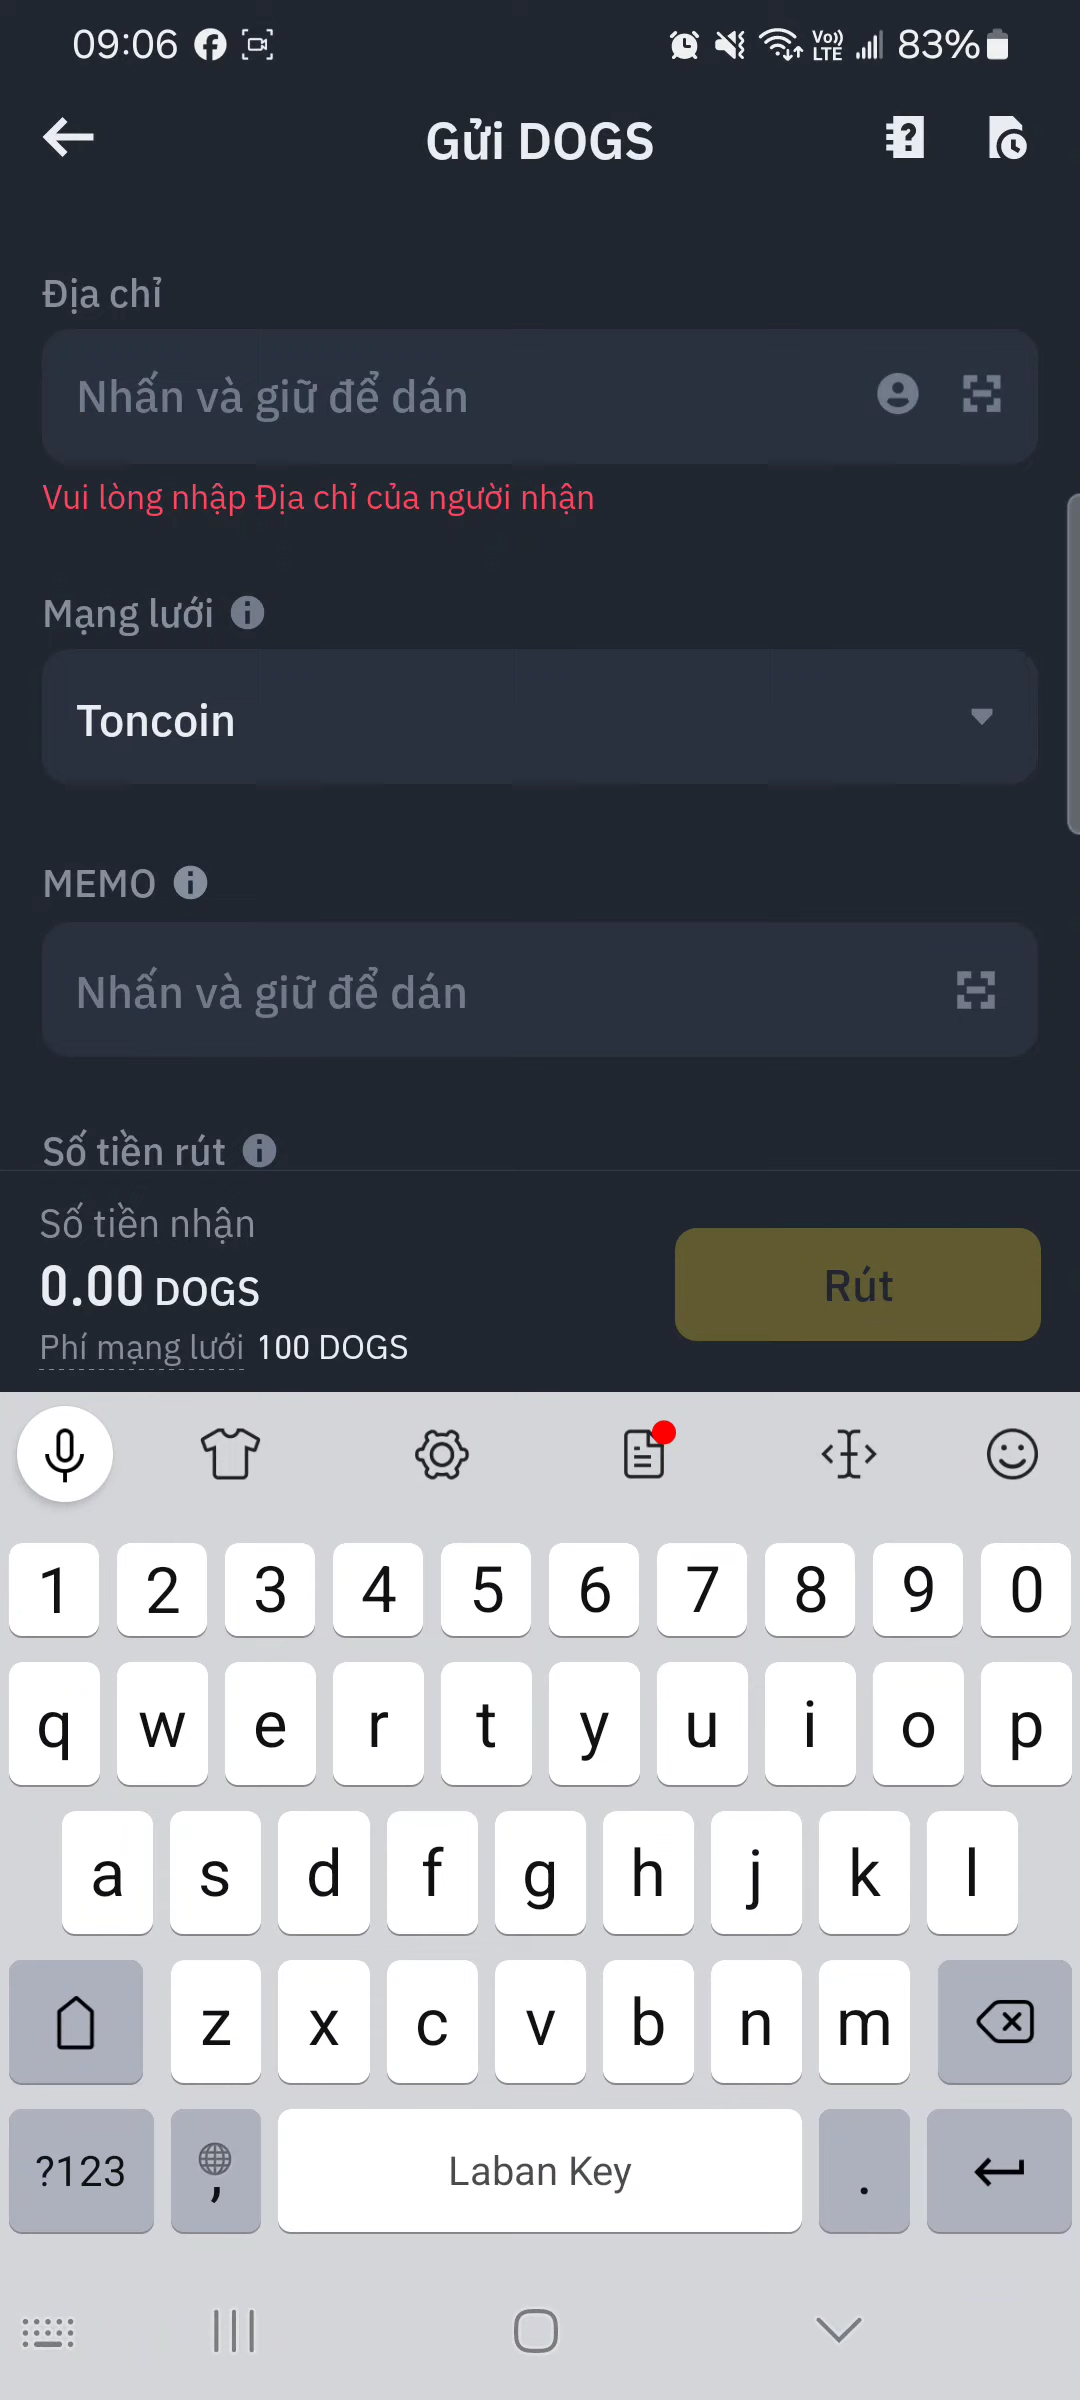 09:06
Vo)) LTE
83%
Gửi DOGS
Địa chỉ
Nhấn và giữ để dán
Vui lòng nhập Địa chỉ của người nhận
Mạng lưới
Toncoin
MEMO
Nhấn và giữ để dán
Số tiền rút
Số tiền nhận
0.00 DOGS
Rút
Phí mạng lưới 100 DOGS
1 2 3 4 5 6 7 8 9 0
q w e r t y u i o p
a s d f g h j k l
z x c v b n m
?123 , Laban Key .